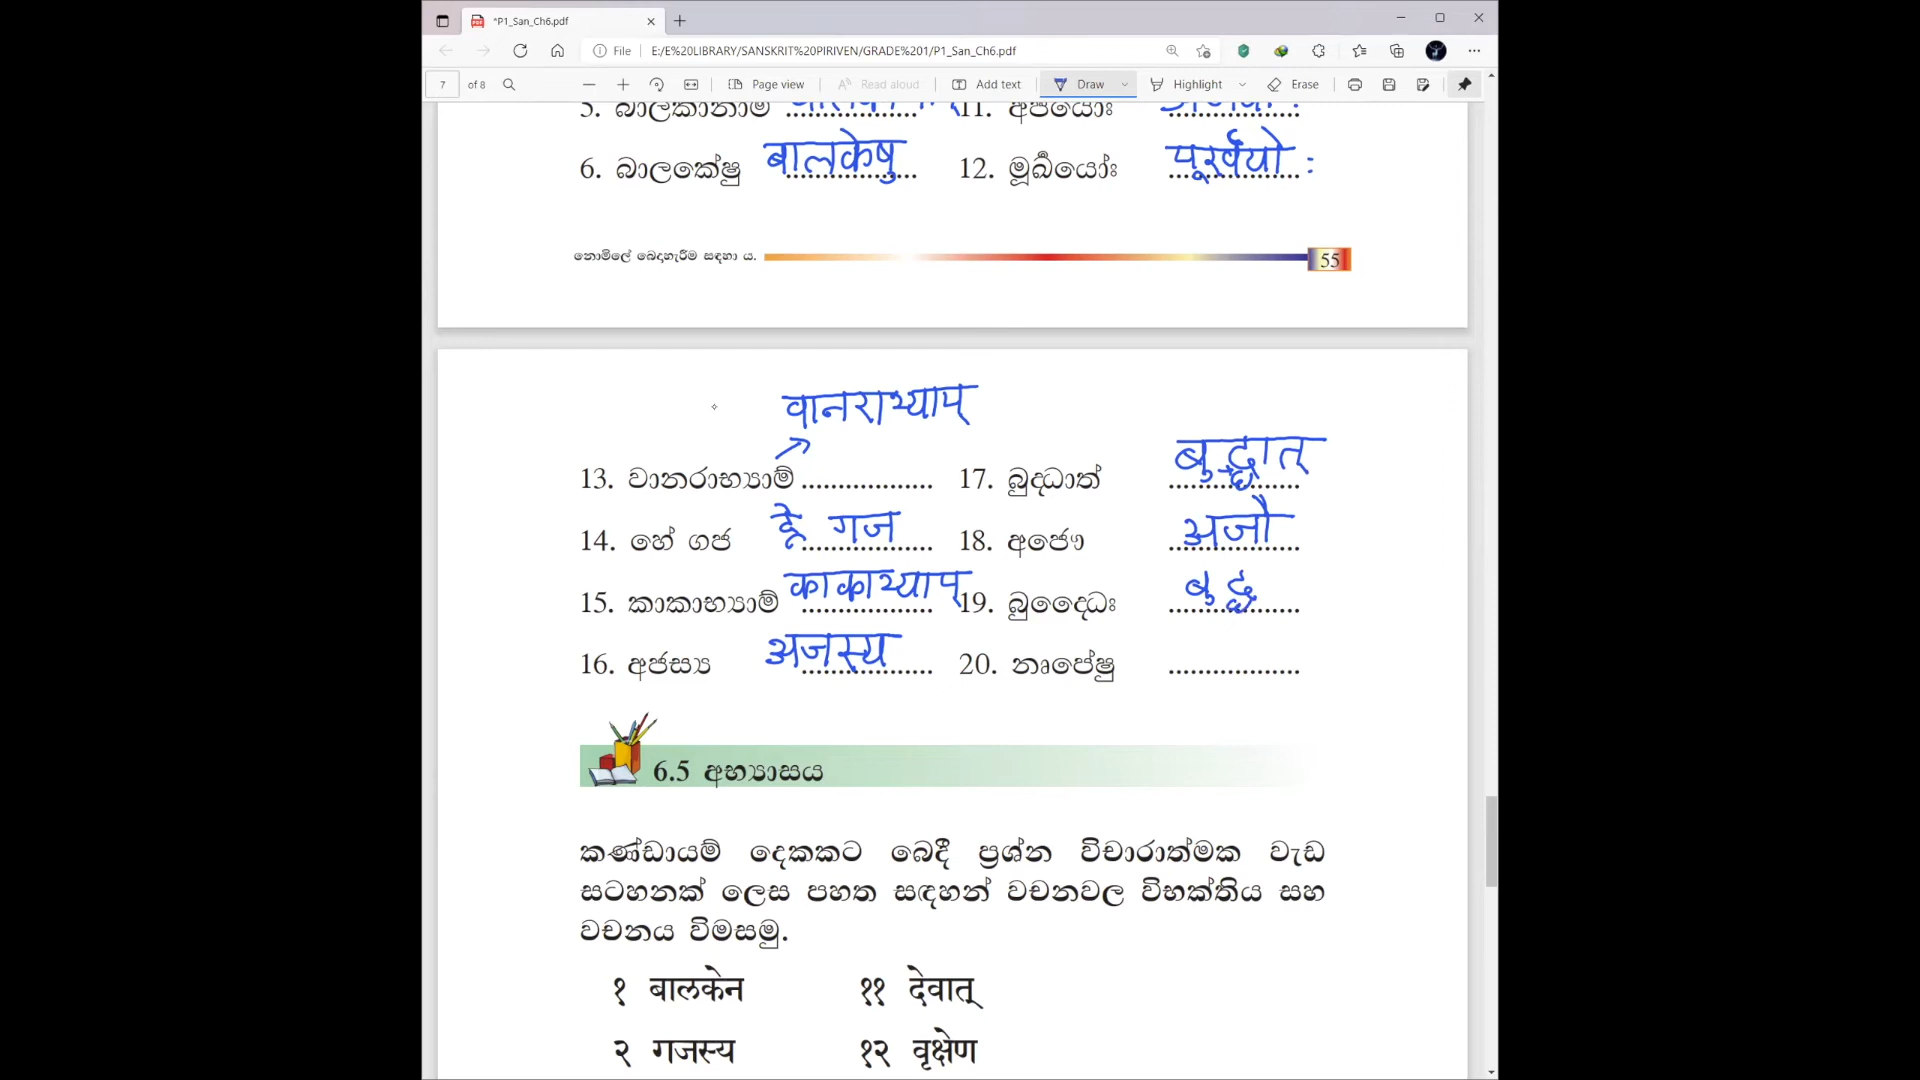 *P1_San_Ch6.pdf
File E:/E%20LIBRARY/SANSKRIT%20PIRIVEN/GRADE%201/P1_San_Ch6.pdf
7 of 8 Page view Read aloud Add text Draw Highlight Erase
5. බාලකානාම් .................. 11. ..................
6. බාලකේෂු बालकेषु 12. මූර්ඛයෝඃ
නොමිලේ බෙදාහැරීම සඳහා ය. 55
13. වානරාභ්‍යාම් .................. 17. බුද්ධාත් बुद्धात्
14. හේ ගජ हे गज 18. අජෞ अजौ
15. කාකාභ්‍යාම් 19. බුද්ධෛඃ बुद्ध
16. අජස්‍ය अजस्य 20. නෘපේෂු ..................
6.5 අභ්‍යාසය
කණ්ඩායම් දෙකකට බෙදී ප්‍රශ්න විචාරාත්මක වැඩ
සටහනක් ලෙස පහත සඳහන් වචනවල විභක්තිය සහ
වචනය විමසමු.
१ बालकेन ११ देवात्
२ गजस्य १२ वृक्षेण